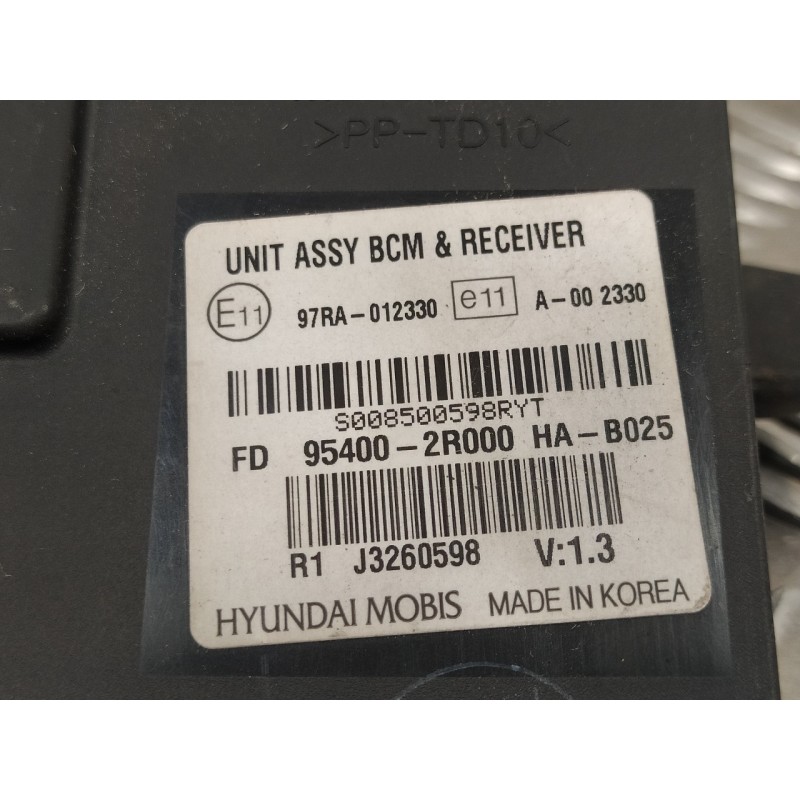 >PP-TD10<
UNIT ASSY BCM & RECEIVER
E11 97RA-012330 e11 A-00 2330
S008500598RYT
FD 95400-2R000 HA-B025
R1 J3260598 V:1.3
HYUNDAI MOBIS MADE IN KOREA